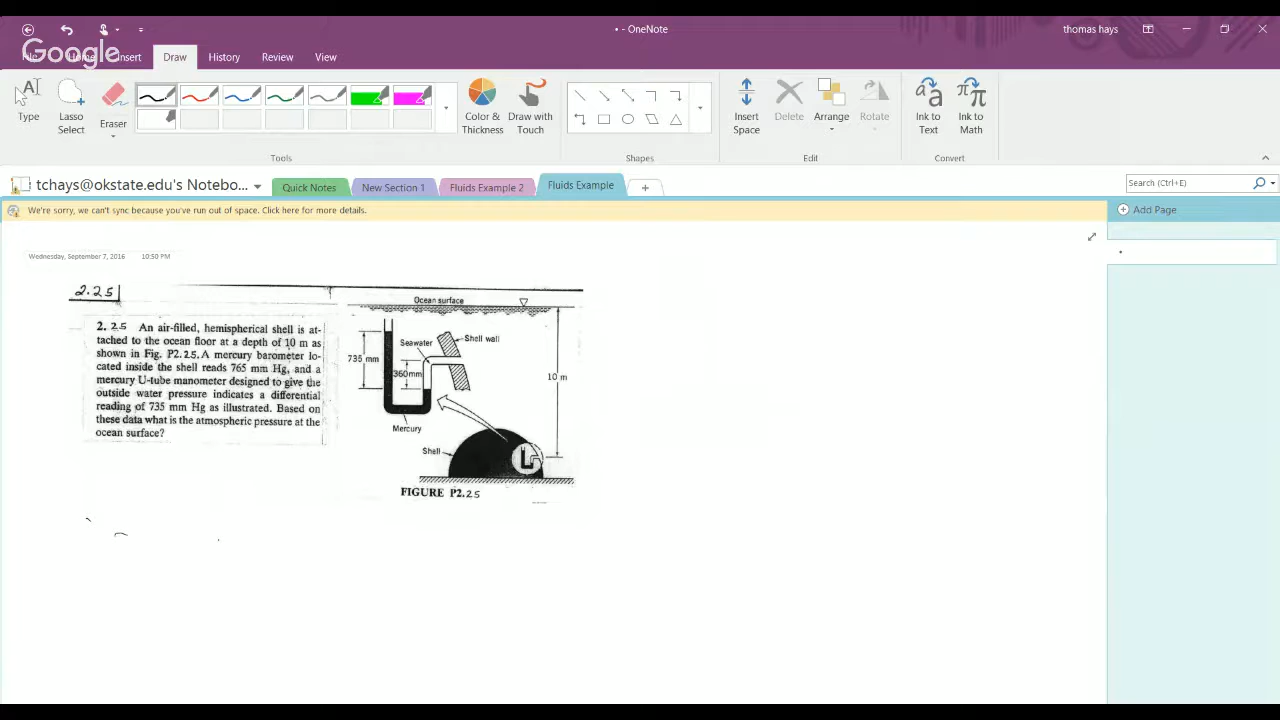 - OneNote
thomas hays
Google
File Home Insert Draw History View
Type
Lasso Select
Eraser
Color & Thickness
Draw with Touch
Insert Space
Delete
Arrange
Rotate
Ink to Text
Ink to Math
Tools
Shapes
Edit
Convert
tchays@okstate.edu's Notebo...
Quick Notes
New Section 1
Fluids Example 2
Fluids Example
Search (Ctrl+E)
We're sorry, we can't sync because you've run out of space. Click here for more details.
Add Page
Wednesday, September 7, 2016 10:50 PM
2.25
2.25 An air-filled, hemispherical shell is at-
tached to the ocean floor at a depth of 10 m as
shown in Fig. P2.25. A mercury barometer lo-
cated inside the shell reads 765 mm Hg, and a
mercury U-tube manometer designed to give the
outside water pressure indicates a differential
reading of 735 mm Hg as illustrated. Based on
these data what is the atmospheric pressure at the
ocean surface?
Ocean surface
Seawater
Shell wall
735 mm
360mm
10 m
Mercury
Shell
FIGURE P2.25